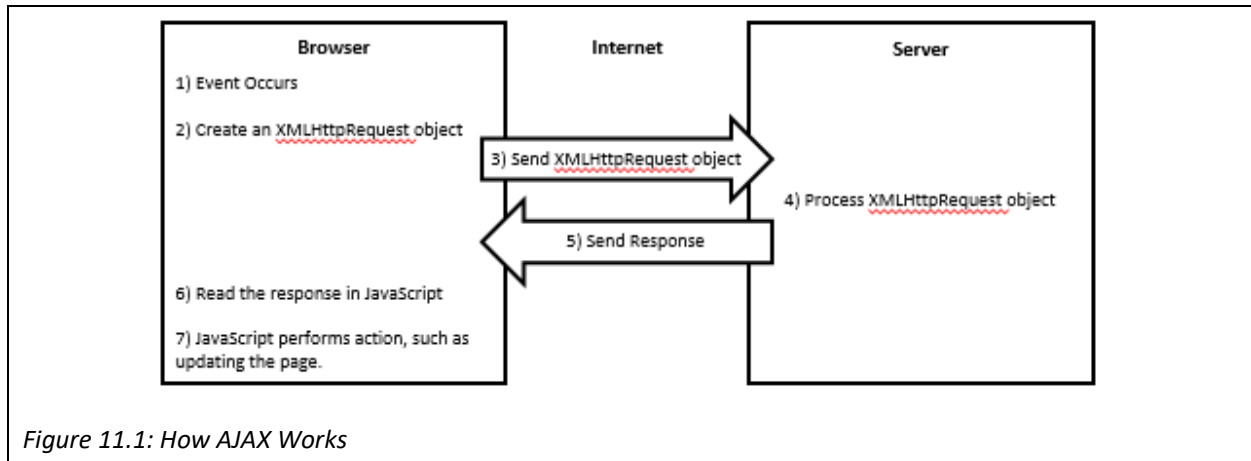 Browser
Internet
Server
1) Event Occurs
2) Create an XMLHttpRequest object
3) Send XMLHttpRequest object
4) Process XMLHttpRequest object
5) Send Response
6) Read the response in JavaScript
7) JavaScript performs action, such as
updating the page.
Figure 11.1: How AJAX Works